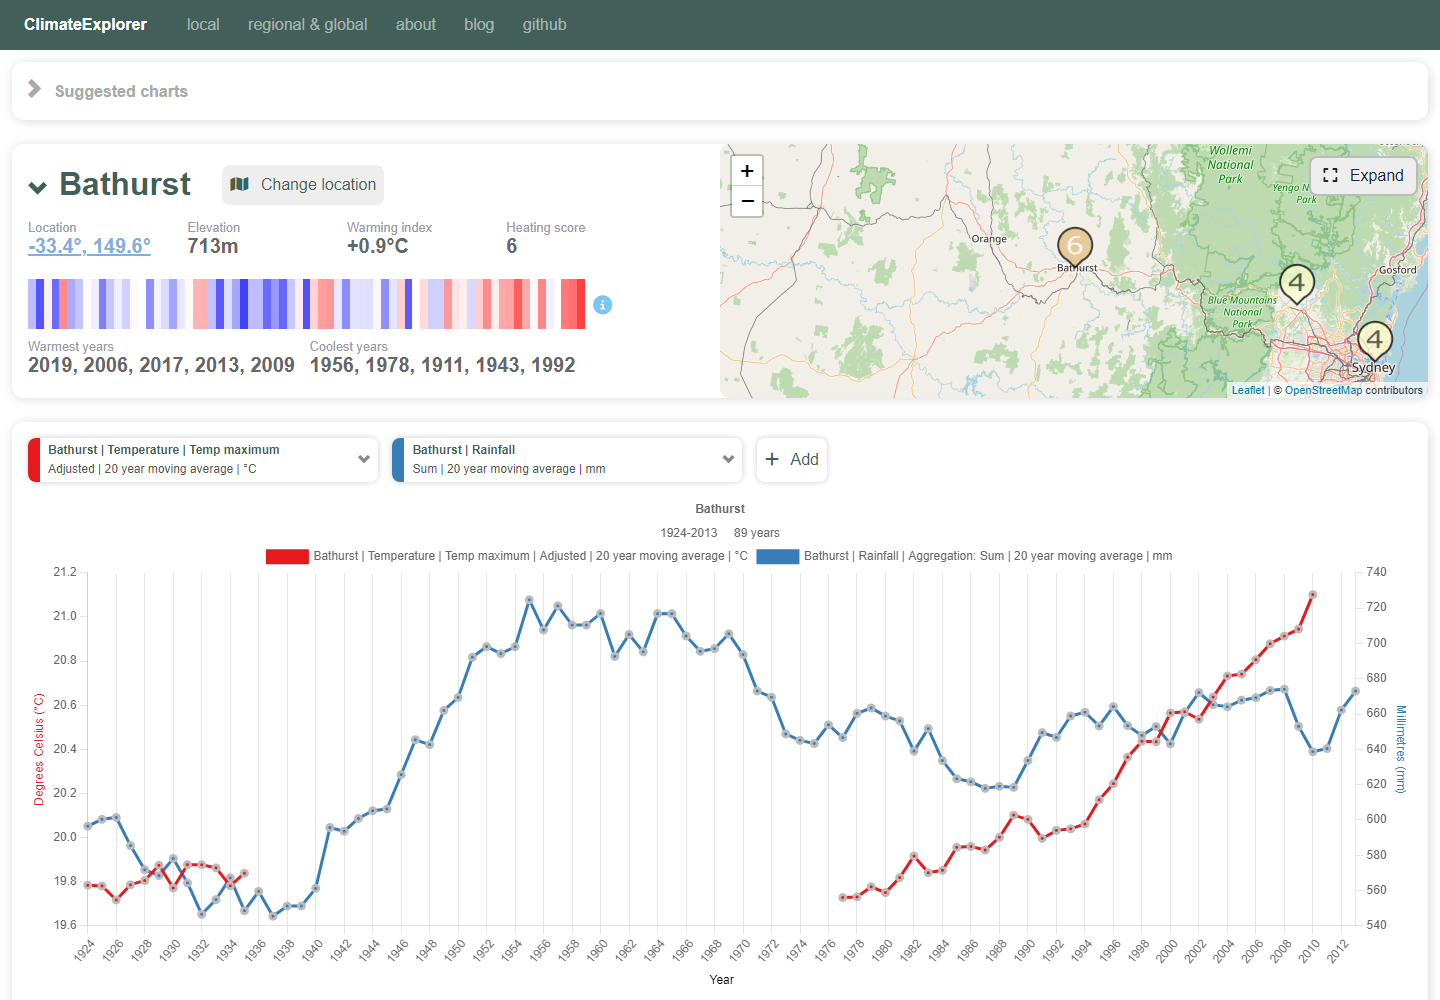 ClimateExplorer local regional & global about blog github
Suggested charts
Bathurst Change location
Location Elevation Warming index Heating score
-33.4°, 149.6° 713m +0.9°C 6
Warmest years Coolest years
2019, 2006, 2017, 2013, 2009 1956, 1978, 1911, 1943, 1992
+
−
Expand
Wollemi
National
Park
Orange
6
Bathurst
4
Gosford
Blue Mountains
National
Park
4
Sydney
Leaflet | © OpenStreetMap contributors
Bathurst | Temperature | Temp maximum
Adjusted | 20 year moving average | °C
Bathurst | Rainfall
Sum | 20 year moving average | mm
+ Add
Bathurst
1924-2013 89 years
Bathurst | Temperature | Temp maximum | Adjusted | 20 year moving average | °C Bathurst | Rainfall | Aggregation: Sum | 20 year moving average | mm
21.2 740
21.0 720
20.8 700
20.6 680
20.4 660
20.2 640
20.0 620
19.8 600
19.6 580
560
540
Degrees Celsius (°C)
Millimetres (mm)
1924 1926 1928 1930 1932 1934 1936 1938 1940 1942 1944 1946 1948 1950 1952 1954 1956 1958 1960 1962 1964 1966 1968 1970 1972 1974 1976 1978 1980 1982 1984 1986 1988 1990 1992 1994 1996 1998 2000 2002 2004 2006 2008 2010 2012
Year